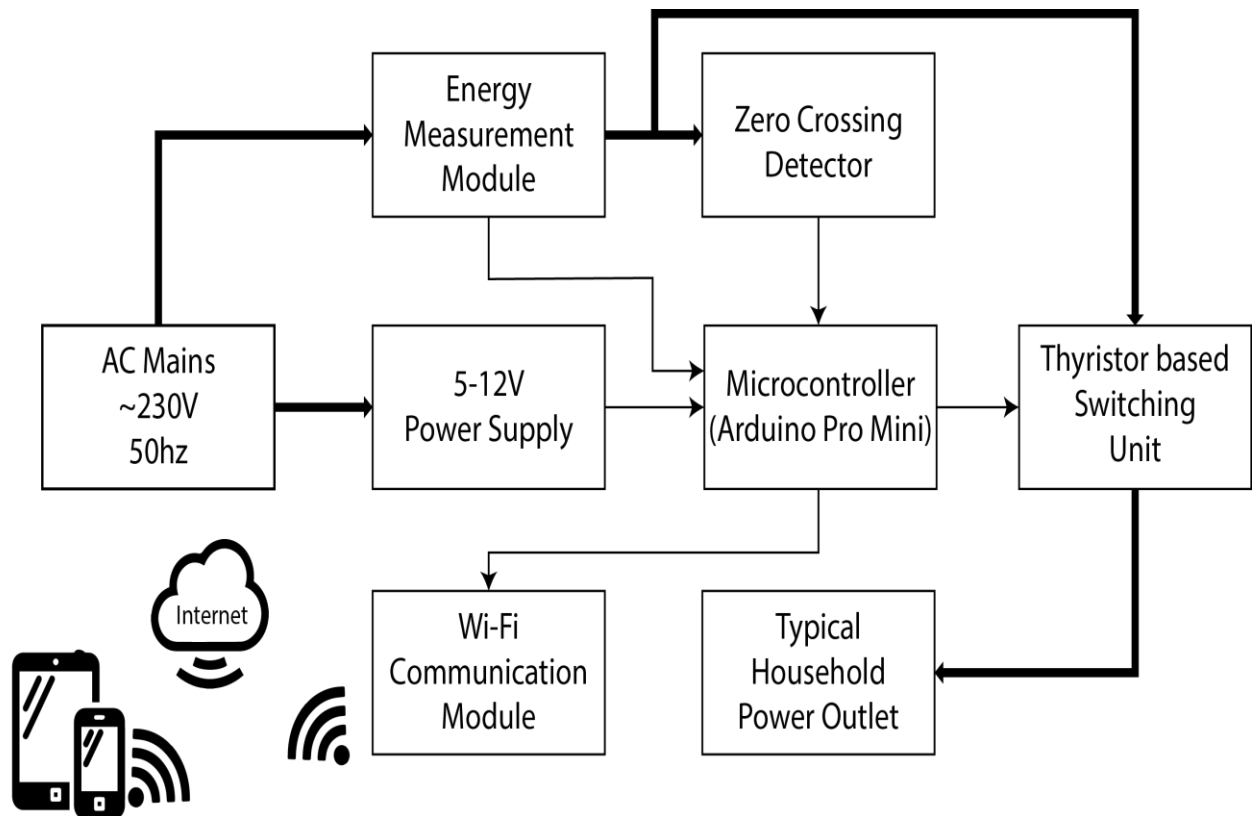 Energy
Measurement
Module
Zero Crossing
Detector
AC Mains
~230V
50hz
5-12V
Power Supply
Microcontroller
(Arduino Pro Mini)
Thyristor based
Switching
Unit
Internet
Wi-Fi
Communication
Module
Typical
Household
Power Outlet